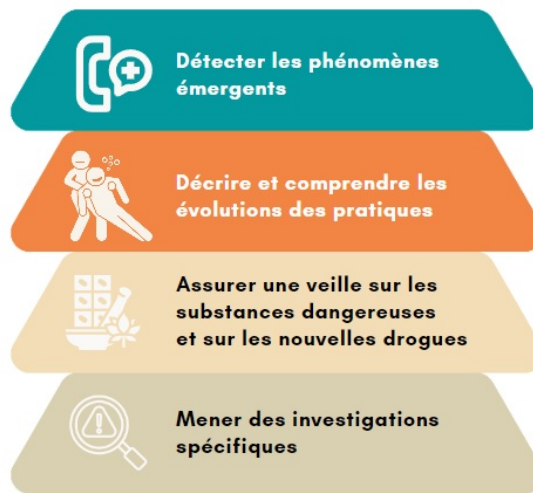 Détecter les phénomènes
émergents
Décrire et comprendre les
évolutions des pratiques
Assurer une veille sur les
substances dangereuses
et sur les nouvelles drogues
Mener des investigations
spécifiques